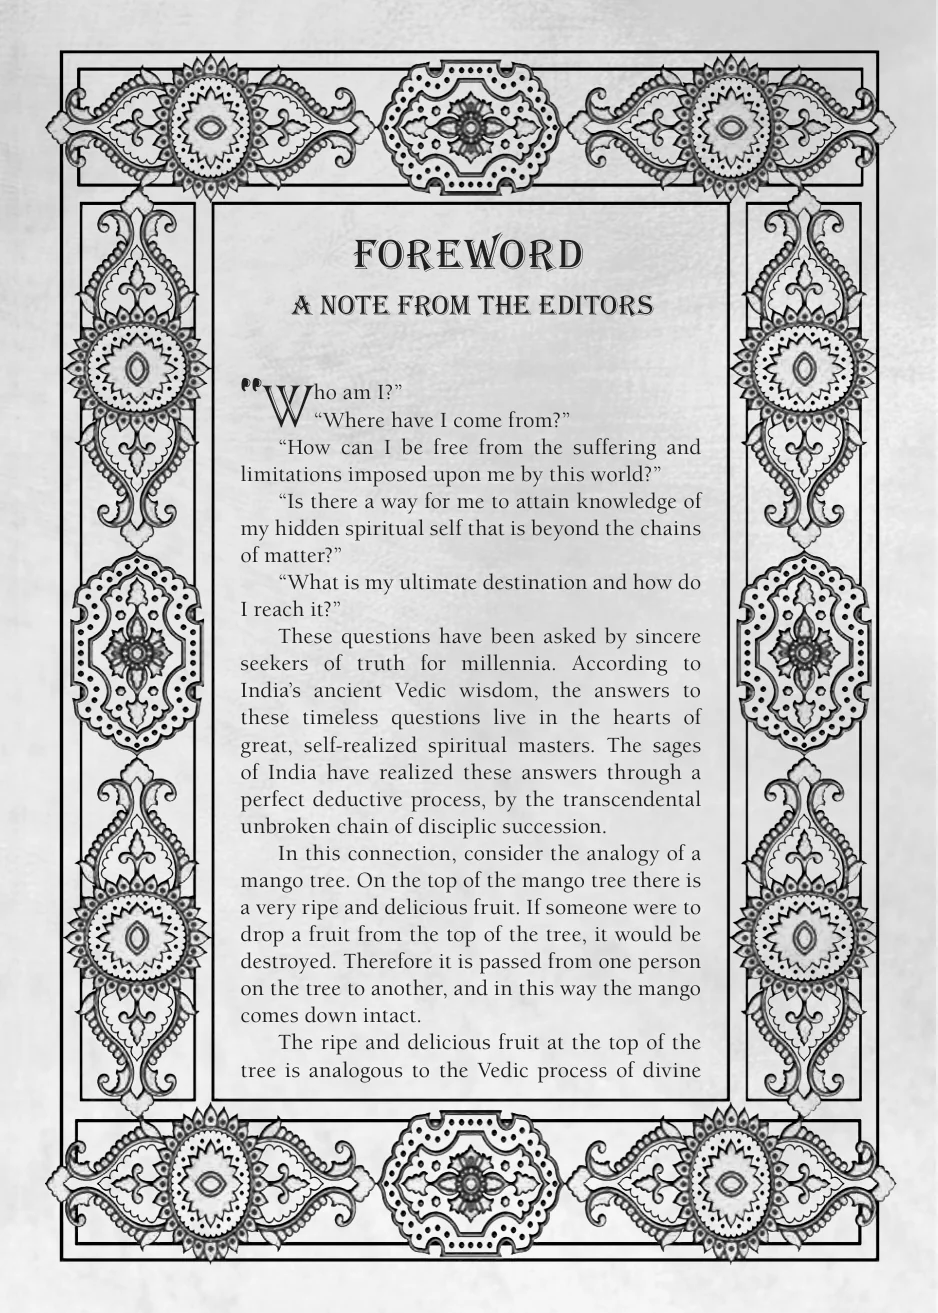 FOREWORD
A NOTE FROM THE EDITORS
"Who am I?”
“Where have I come from?”
“How can I be free from the suffering and
limitations imposed upon me by this world?”
“Is there a way for me to attain knowledge of
my hidden spiritual self that is beyond the chains
of matter?”
“What is my ultimate destination and how do
I reach it?”
These questions have been asked by sincere
seekers of truth for millennia. According to
India’s ancient Vedic wisdom, the answers to
these timeless questions live in the hearts of
great, self-realized spiritual masters. The sages
of India have realized these answers through a
perfect deductive process, by the transcendental
unbroken chain of disciplic succession.
In this connection, consider the analogy of a
mango tree. On the top of the mango tree there is
a very ripe and delicious fruit. If someone were to
drop a fruit from the top of the tree, it would be
destroyed. Therefore it is passed from one person
on the tree to another, and in this way the mango
comes down intact.
The ripe and delicious fruit at the top of the
tree is analogous to the Vedic process of divine